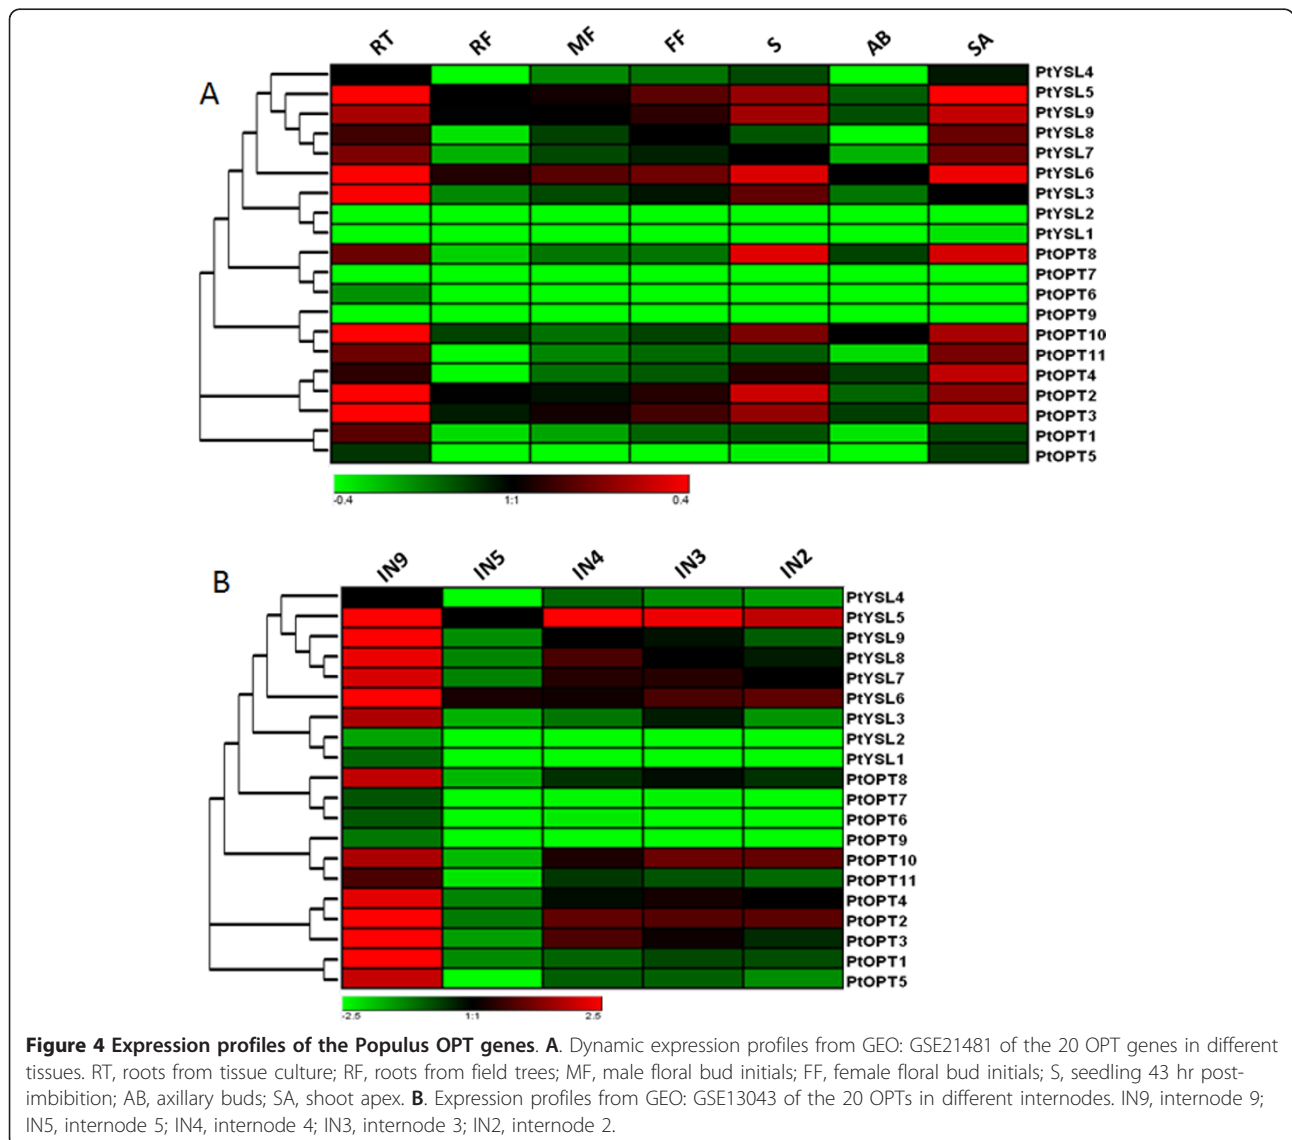 RT RF MF FF S AB SA
A
PtYSL4
PtYSL5
PtYSL9
PtYSL8
PtYSL7
PtYSL6
PtYSL3
PtYSL2
PtYSL1
PtOPT8
PtOPT7
PtOPT6
PtOPT9
PtOPT10
PtOPT11
PtOPT4
PtOPT2
PtOPT3
PtOPT1
PtOPT5
-0.4 1:1 0.4
IN9 IN5 IN4 IN3 IN2
B
PtYSL4
PtYSL5
PtYSL9
PtYSL8
PtYSL7
PtYSL6
PtYSL3
PtYSL2
PtYSL1
PtOPT8
PtOPT7
PtOPT6
PtOPT9
PtOPT10
PtOPT11
PtOPT4
PtOPT2
PtOPT3
PtOPT1
PtOPT5
-2.5 1:1 2.5
Figure 4 Expression profiles of the Populus OPT genes. A. Dynamic expression profiles from GEO: GSE21481 of the 20 OPT genes in different
tissues. RT, roots from tissue culture; RF, roots from field trees; MF, male floral bud initials; FF, female floral bud initials; S, seedling 43 hr post-
imbibition; AB, axillary buds; SA, shoot apex. B. Expression profiles from GEO: GSE13043 of the 20 OPTs in different internodes. IN9, internode 9;
IN5, internode 5; IN4, internode 4; IN3, internode 3; IN2, internode 2.